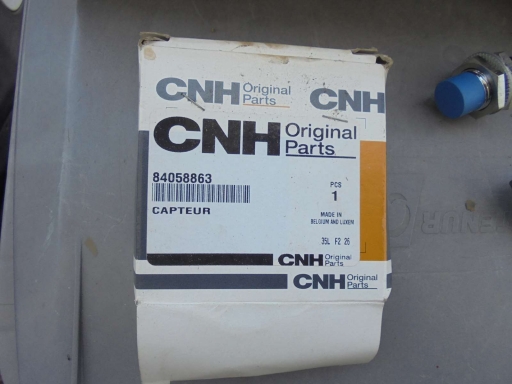 CNH Original Parts
CNH
CNH Original Parts
84058863
CAPTEUR
PCS
1
MADE IN
BELGIUM AND LUXEM
35L F2 26
CNH Original Parts
CNH Original Parts